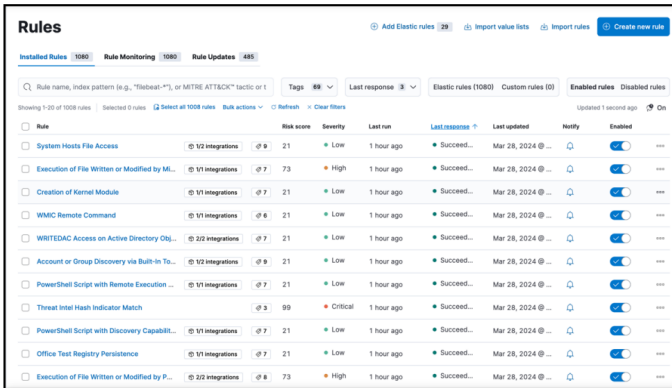 Rules
Add Elastic rules 29 Import value lists Import rules Create new rule
Installed Rules 1080 Rule Monitoring 1080 Rule Updates 485
Rule name, index pattern (e.g., "filebeat-*"), or MITRE ATT&CK™ tactic or t Tags 69 Last response 3 Elastic rules (1080) Custom rules (0) Enabled rules Disabled rules
Showing 1-20 of 1008 rules Selected 0 rules Select all 1008 rules Bulk actions Refresh Clear filters Updated 1 second ago On
Rule Risk score Severity Last run Last response Last updated Notify Enabled
System Hosts File Access 1/2 integrations 9 21 Low 1 hour ago Succeed... Mar 28, 2024 @ ...
Execution of File Written or Modified by Mi... 1/1 integrations 7 73 High 1 hour ago Succeed... Mar 28, 2024 @ ...
Creation of Kernel Module 1/1 integrations 7 21 Low 1 hour ago Succeed... Mar 28, 2024 @ ...
WMIC Remote Command 1/1 integrations 6 21 Low 1 hour ago Succeed... Mar 28, 2024 @ ...
WRITEDAC Access on Active Directory Obj... 2/2 integrations 7 21 Low 1 hour ago Succeed... Mar 28, 2024 @ ...
Account or Group Discovery via Built-In To... 1/2 integrations 9 21 Low 1 hour ago Succeed... Mar 28, 2024 @ ...
PowerShell Script with Remote Execution ... 1/1 integrations 7 21 Low 1 hour ago Succeed... Mar 28, 2024 @ ...
Threat Intel Hash Indicator Match 3 99 Critical 1 hour ago Succeed... Mar 28, 2024 @ ...
PowerShell Script with Discovery Capabilit... 1/1 integrations 7 21 Low 1 hour ago Succeed... Mar 28, 2024 @ ...
Office Test Registry Persistence 1/1 integrations 7 21 Low 1 hour ago Succeed... Mar 28, 2024 @ ...
Execution of File Written or Modified by P... 2/2 integrations 8 73 High 1 hour ago Succeed... Mar 28, 2024 @ ...